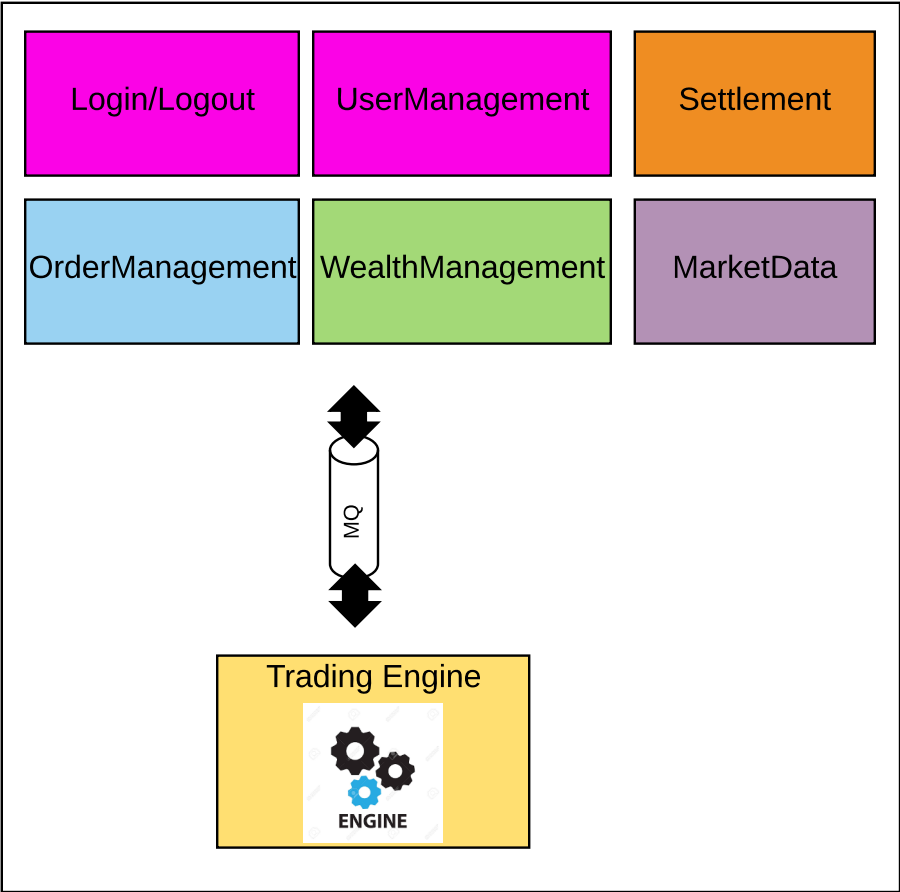 Login/Logout
UserManagement
Settlement
OrderManagement
WealthManagement
MarketData
MQ
Trading Engine
ENGINE